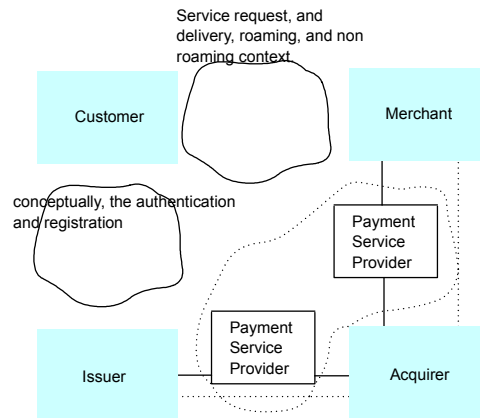 Service request, and
delivery, roaming, and non
roaming context
Customer
Merchant
conceptually, the authentication
and registration
Payment
Service
Provider
Payment
Service
Provider
Issuer
Acquirer